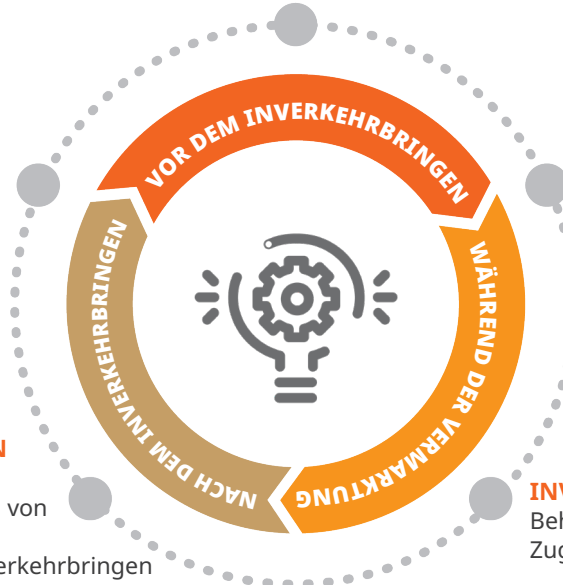 VOR DEM INVERKEHRBRINGEN
WÄHREND DER VERMARKTUNG
NACH DEM INVERKEHRBRINGEN
N
von
erkehrbringen
INV
Beh
Zug